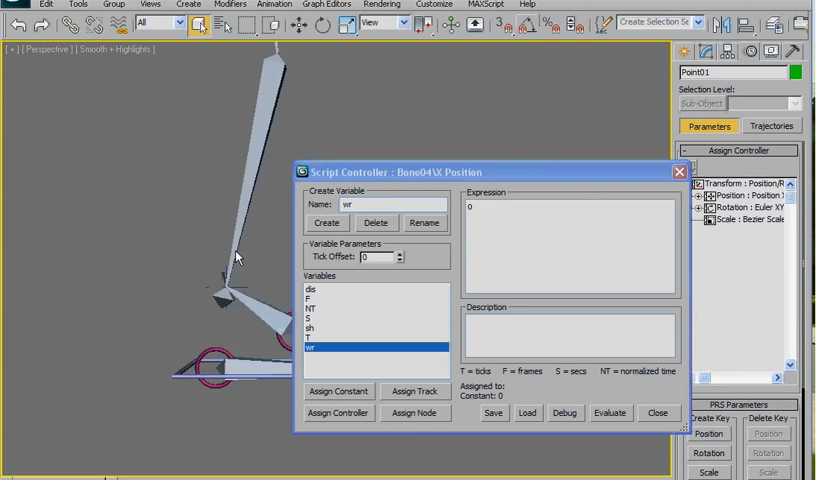 Edit Tools Group Views Create Modifiers Animation Graph Editors Rendering Customize MAXScript Help
All View Create Selection Se
[ + ] [ Perspective ] [ Smooth + Highlights ]
Point01
Selection Level:
Sub-Object
Parameters Trajectories
Assign Controller
Transform : Position/R
Position : Position
Rotation : Euler XY
Scale : Bezier Scale
PRS Parameters
Create Key Delete Key
Position Position
Rotation Rotation
Scale Scale
Script Controller : Bone04\X Position
Create Variable
Name: wr
Create Delete Rename
Variable Parameters
Tick Offset: 0
Variables
dis
F
NT
S
sh
T
wr
Assign Constant Assign Track
Assign Controller Assign Node
Expression
0
Description
T = ticks F = frames S = secs NT = normalized time
Assigned to:
Constant: 0
Save Load Debug Evaluate Close